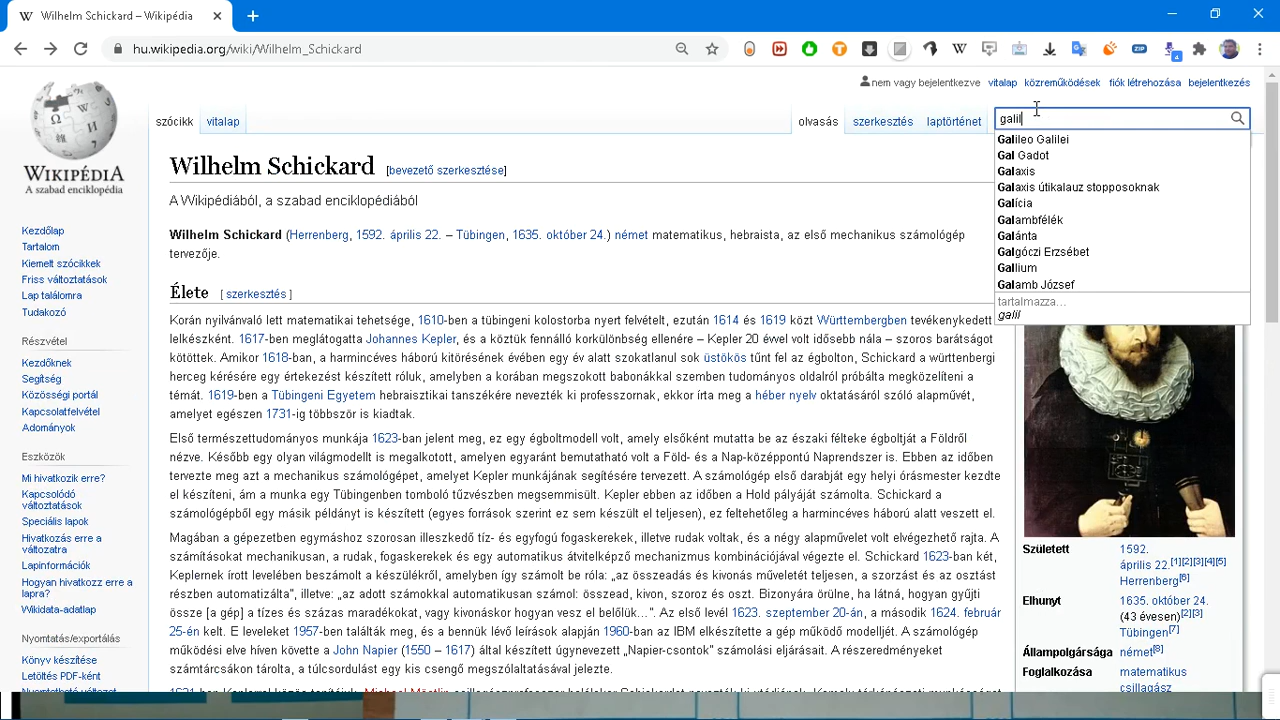 Wilhelm Schickard – Wikipédia
hu.wikipedia.org/wiki/Wilhelm_Schickard
ZIP
4
nem vagy bejelentkezve vitalap közreműködések fiók létrehozása bejelentkezés
WIKIPÉDIA
A szabad enciklopédia
szócikk vitalap
olvasás szerkesztés laptörténet
galil
Galileo Galilei
Gal Gadot
Galaxis
Galaxis útikalauz stopposoknak
Galícia
Galambfélék
Galánta
Galgóczi Erzsébet
Gallium
Galamb József
tartalmazza...
galil
Kezdőlap
Tartalom
Kiemelt szócikkek
Friss változtatások
Lap találomra
Tudakozó
Részvétel
Kezdőknek
Segítség
Közösségi portál
Kapcsolatfelvétel
Adományok
Eszközök
Mi hivatkozik erre?
Kapcsolódó
változtatások
Speciális lapok
Hivatkozás erre a
változatra
Lapinformációk
Hogyan hivatkozz erre a
lapra?
Wikidata-adatlap
Nyomtatás/exportálás
Könyv készítése
Letöltés PDF-ként
Nyomtatható változat
Wilhelm Schickard [bevezető szerkesztése]
A Wikipédiából, a szabad enciklopédiából
Wilhelm Schickard (Herrenberg, 1592. április 22. – Tübingen, 1635. október 24.) német matematikus, hebraista, az első mechanikus számológép
tervezője.
Élete [ szerkesztés ]
Korán nyilvánuló lett matematikai tehetsége, 1610-ben a tübingeni kolostorba nyert felvételt, ezután 1614 és 1619 közt Württembergben tevékenykedett
lelkészként. 1617-ben meglátogatta Johannes Kepler, és a köztük fennálló korkülönbség ellenére – Kepler 20 évvel volt idősebb nála – szoros barátságot
kötöttek. Amikor 1618-ban, a harmincéves háború kitörésének évében egy év alatt szokatlanul sok üstökös tűnt fel az égbolton, Schickard a württenbergi
herceg kérésére egy értekezést készített róluk, amelyben a korában megszokott babonákkal szemben tudományos oldalról próbálta megközelíteni a
témát. 1619-ben a Tübingeni Egyetem hebraisztikai tanszékére nevezték ki professzornak, ekkor írta meg a héber nyelv oktatásáról szóló alapművét,
amelyet egészen 1731-ig többször is kiadtak.
Első természettudományos munkája 1623-ban jelent meg, ez egy égboltmodell volt, amely elsőként mutatta be az északi félteke égboltját a Földről
nézve. Később egy olyan világmodellt is megalkotott, amelyen egyaránt bemutatható volt a Föld- és a Nap-középpontú Naprendszer is. Ebben az időben
tervezte meg azt a mechanikus számológépet, amelyet Kepler munkájának segítésére tervezett. A számológép első darabját egy helyi órásmester kezdte
el készíteni, ám a munka egy Tübingenben tomboló tűzvészben megsemmisült. Kepler ebben az időben a Hold pályáját számolta. Schickard a
számológépből egy másik példányt is készített (egyes források szerint ez sem készült el teljesen), ez feltehetőleg a harmincéves háború alatt veszett el.
Magában a gépezetben egymáshoz szorosan illeszkedő tíz- és egyfogú fogaskerekek, illetve rudak voltak, és a négy alapművelet volt elvégezhető rajta. A
számításokat mechanikusan, a rudak, fogaskerekek és egy automatikus átvitelképző mechanizmus kombinációjával végezte el. Schickard 1623-ban két,
Keplernek írott levelében beszámolt a készülékről, amelyben így számolt be róla: „az összeadás és kivonás műveletét teljesen, a szorzást és az osztást
részben automatizálta”, illetve: „az adott számokkal automatikusan számol: összead, kivon, szoroz és oszt. Bizonyára örülne, ha látná, hogyan gyűjti
össze [a gép] a tízes és százas maradékokat, vagy kivonáskor hogyan vesz el belőlük…”. Az első levél 1623. szeptember 20-án, a második 1624. február
25-én kelt. E leveleket 1957-ben találták meg, és a bennük lévő leírások alapján 1960-ban az IBM elkészítette a gép működő modelljét. A számológép
működési elve híven követte a John Napier (1550 – 1617) által készített úgynevezett „Napier-csontok” számolási eljárásait. A részeredményeket
számtárcsákon tárolta, a túlcsordulást egy kis csengő megszólaltatásával jelezte.
Született 1592.
április 22.[1][2][3][4][5]
Herrenberg[6]
Elhunyt 1635. október 24.
(43 évesen)[2][3]
Tübingen[7]
Állampolgársága német[8]
Foglalkozása matematikus
csillagász